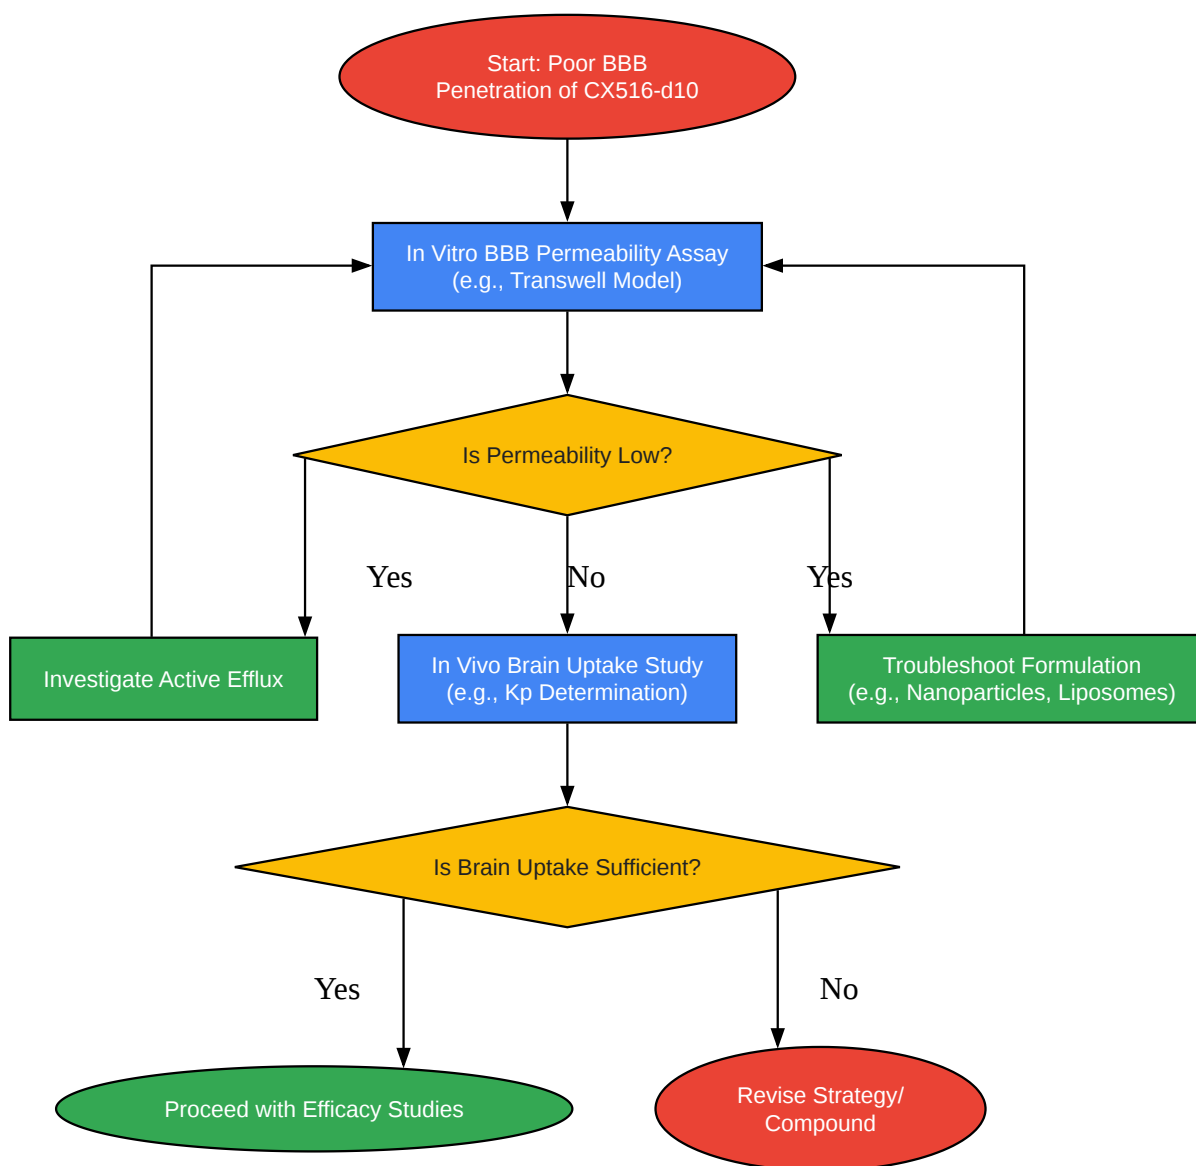 Start: Poor BBB
Penetration of CX516-d10
In Vitro BBB Permeability Assay
(e.g., Transwell Model)
Is Permeability Low?
Yes
No
Yes
Investigate Active Efflux
In Vivo Brain Uptake Study
(e.g., Kp Determination)
Troubleshoot Formulation
(e.g., Nanoparticles, Liposomes)
Is Brain Uptake Sufficient?
Yes
No
Proceed with Efficacy Studies
Revise Strategy/
Compound